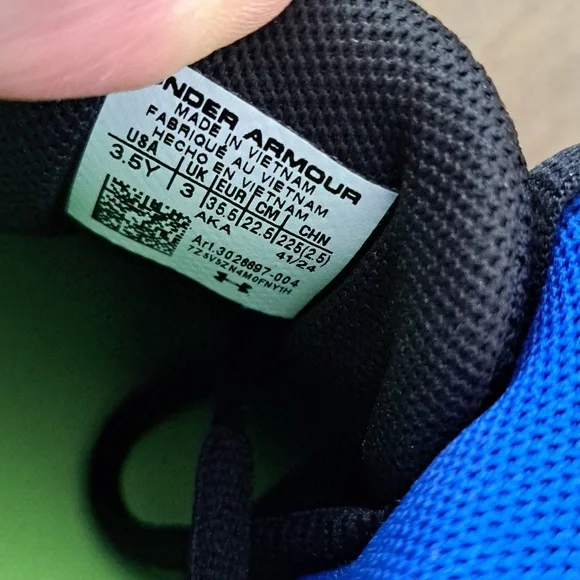 UNDER ARMOUR
MADE IN VIETNAM
FABRIQUÉ AU VIETNAM
HECHO EN VIETNAM
USA UK EUR CM CHN
3.5Y 3 35.5 22.5 225(2.5)
AKA 41/24
Art.3026697-004
7Z5V5ZN4M0FNY1H